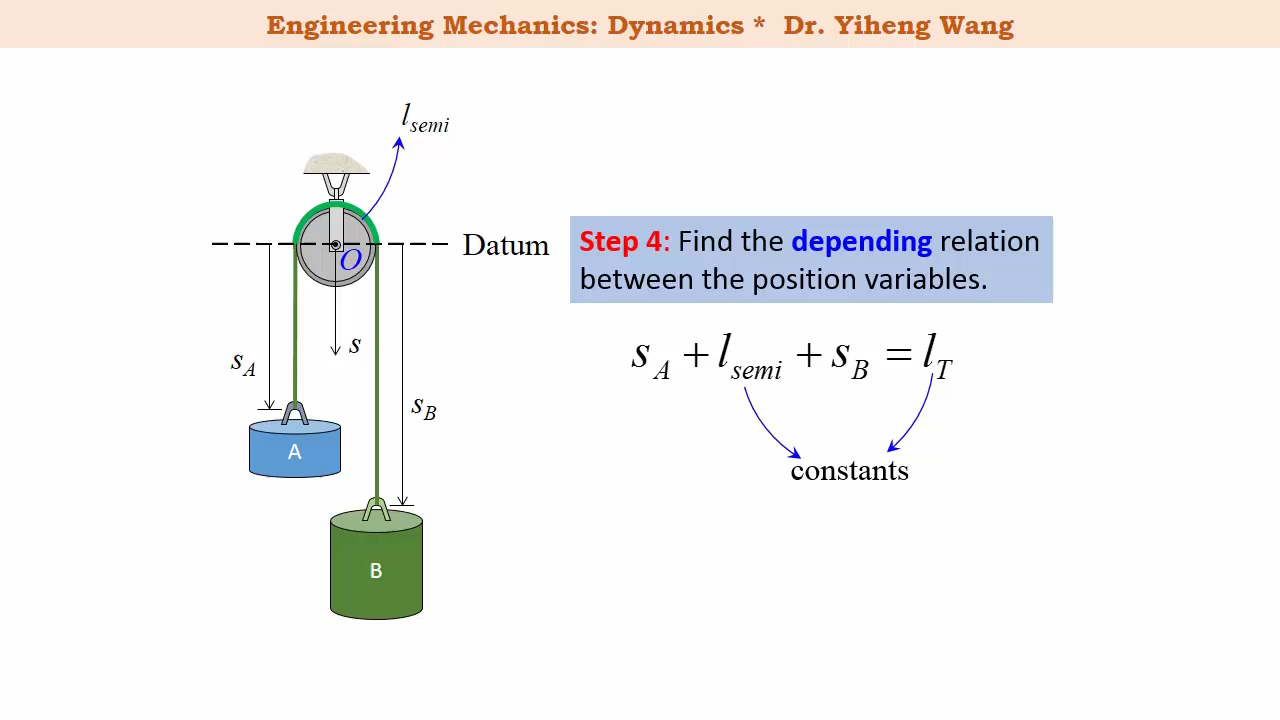 Engineering Mechanics: Dynamics * Dr. Yiheng Wang
l_semi
O
Datum
s_A
s
s_B
A
B
Step 4: Find the depending relation
between the position variables.
s_A + l_semi + s_B = l_T
constants